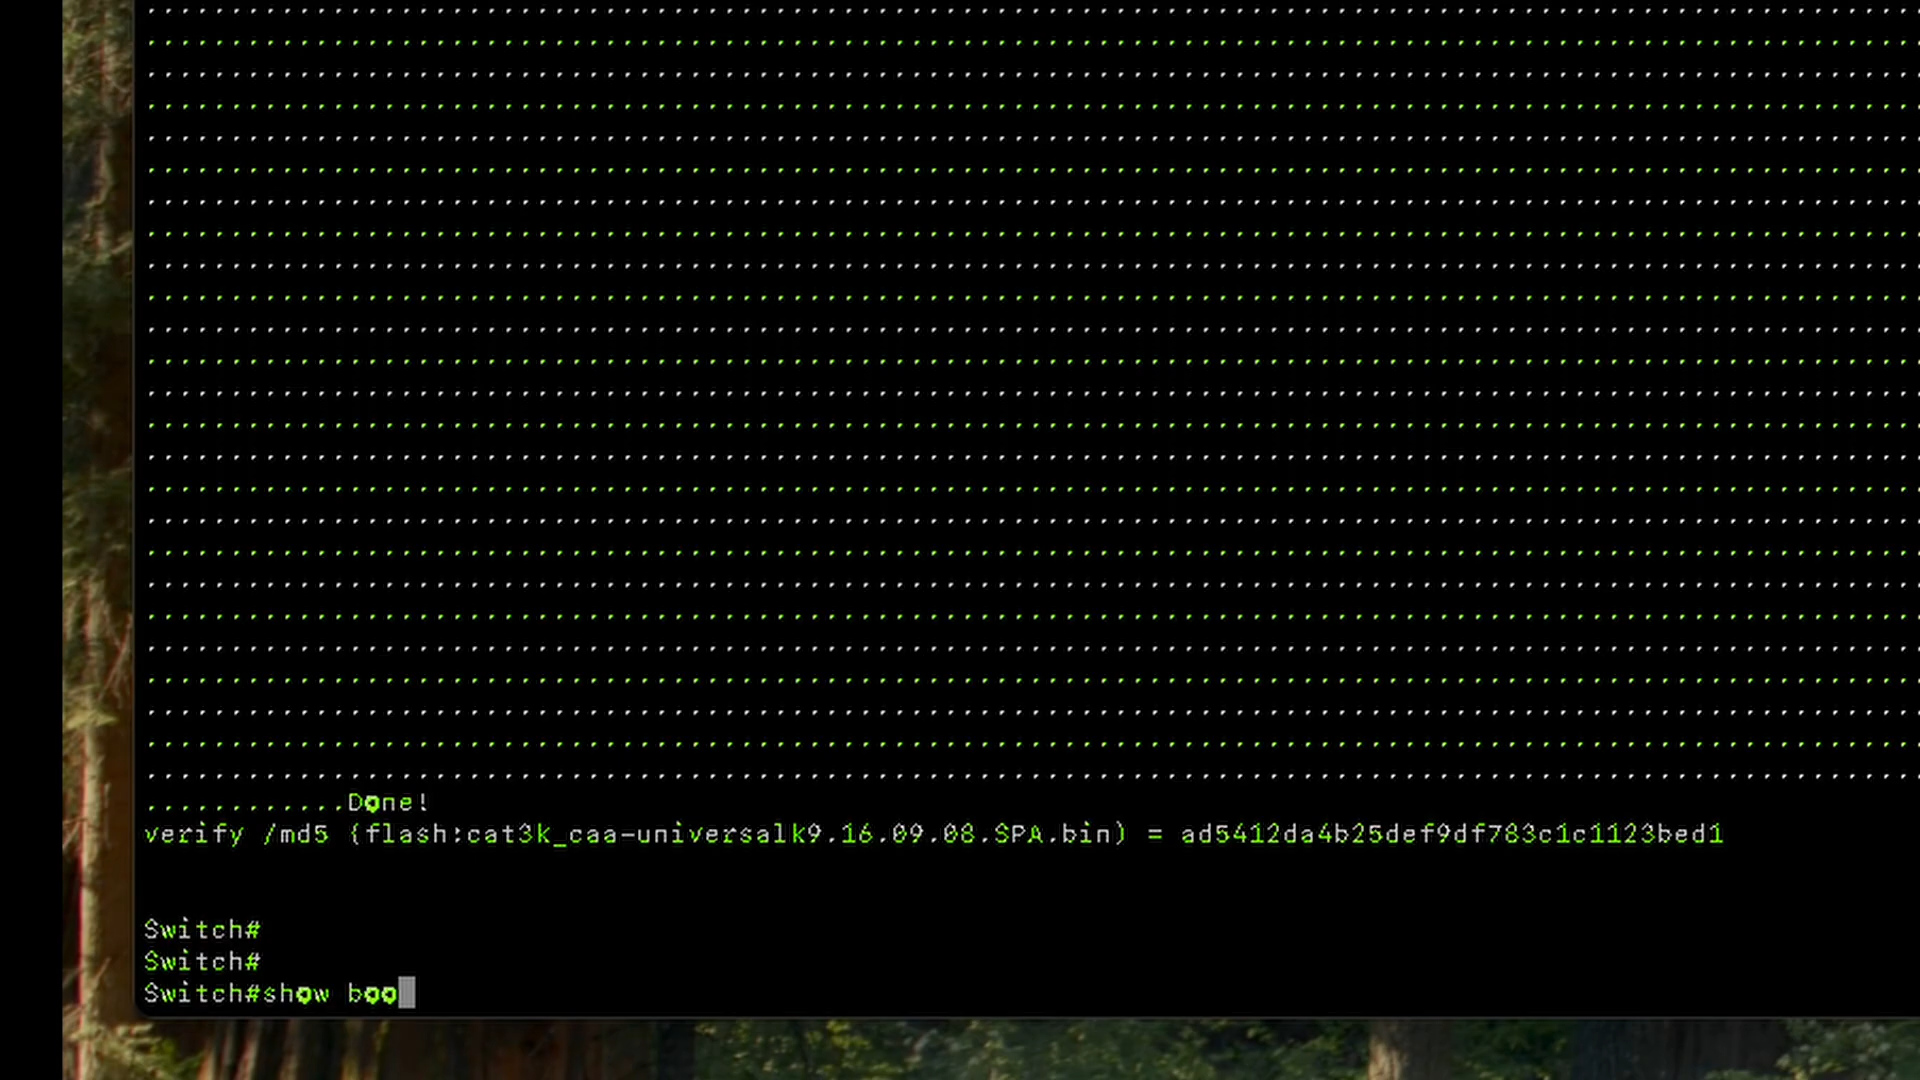 ............Done!
verify /md5 (flash:cat3k_caa-universalk9.16.09.08.SPA.bin) = ad5412da4b25def9df783c1c1123bed1
Switch#
Switch#
Switch#show boo